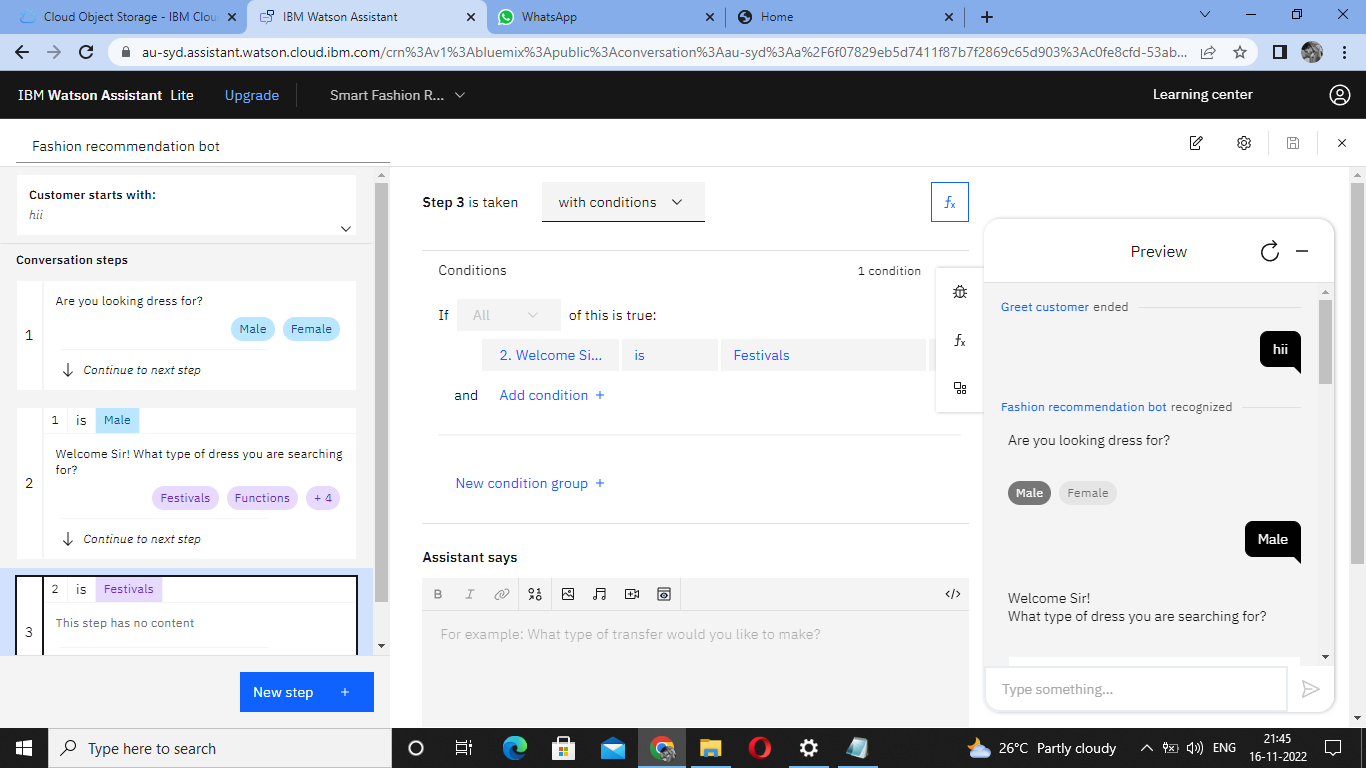 Cloud Object Storage - IBM Clou
IBM Watson Assistant
WhatsApp
Home
au-syd.assistant.watson.cloud.ibm.com/crn%3Av1%3Abluemix%3Apublic%3Aconversation%3Aau-syd%3Aa%2F6f07829eb5d7411f87b7f2869c65d903%3Ac0fe8cfd-53ab...
IBM Watson Assistant Lite
Upgrade
Smart Fashion R...
Learning center
Fashion recommendation bot
Customer starts with:
hii
Conversation steps
1
Are you looking dress for?
Male
Female
Continue to next step
1 is Male
2
Welcome Sir! What type of dress you are searching
for?
Festivals
Functions
+ 4
Continue to next step
2 is Festivals
3
This step has no content
New step +
Step 3 is taken
with conditions
fx
Conditions
1 condition
If All of this is true:
2. Welcome Si...
is
Festivals
and Add condition +
New condition group +
Assistant says
B I
</>
For example: What type of transfer would you like to make?
fx
Preview
Greet customer ended
hii
Fashion recommendation bot recognized
Are you looking dress for?
Male
Female
Male
Welcome Sir!
What type of dress you are searching for?
Type something...
Type here to search
26°C Partly cloudy
ENG
21:45
16-11-2022